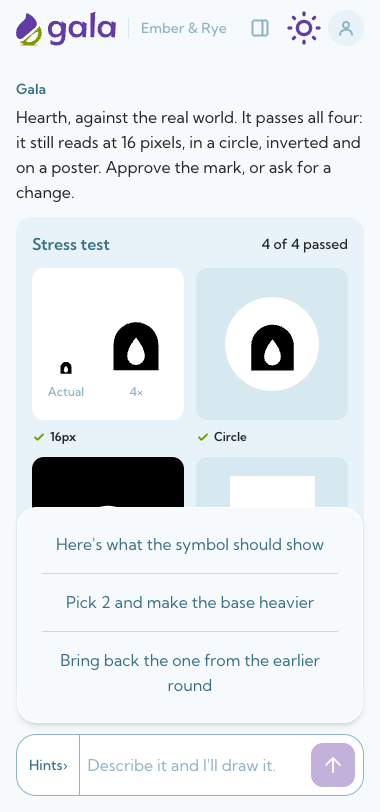 gala
Ember & Rye
Gala
Hearth, against the real world. It passes all four:
it still reads at 16 pixels, in a circle, inverted and
on a poster. Approve the mark, or ask for a
change.
Stress test
4 of 4 passed
Actual
4×
16px
Circle
Here's what the symbol should show
Pick 2 and make the base heavier
Bring back the one from the earlier
round
Hints›
Describe it and I'll draw it.